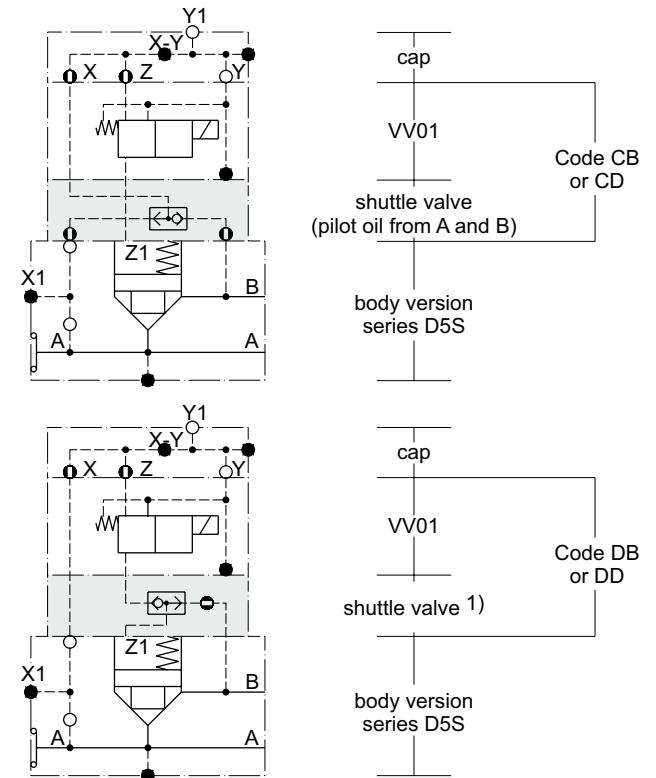 Y1
X-Y
X
Z
Y
Z1
X1
B
A
A
cap
VV01
shuttle valve
(pilot oil from A and B)
body version
series D5S
Code CB
or CD
Y1
X-Y
X
Z
Y
Z1
X1
B
A
A
cap
VV01
shuttle valve 1)
body version
series D5S
Code DB
or DD